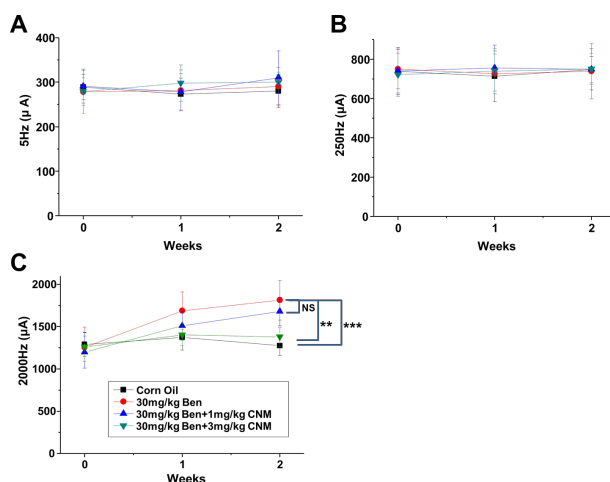 A
5Hz (µ A)
400
300
200
100
0
0
1
2
Weeks
B
250Hz (µA)
800
600
400
200
0
0
1
2
Weeks
C
2000Hz (µA)
2000
1500
1000
500
0
0
1
2
Weeks
NS
**
***
Corn Oil
30mg/kg Ben
30mg/kg Ben+1mg/kg CNM
30mg/kg Ben+3mg/kg CNM